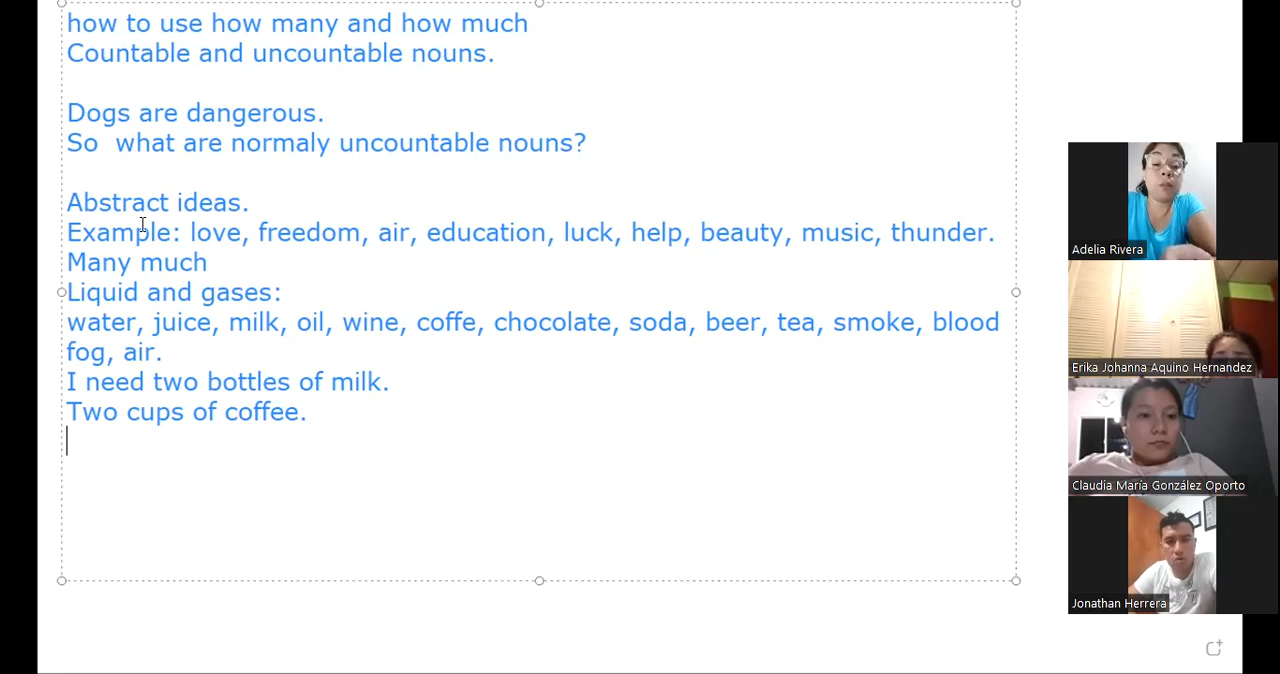 how to use how many and how much
Countable and uncountable nouns.
Dogs are dangerous.
So  what are normaly uncountable nouns?
Abstract ideas.
Example: love, freedom, air, education, luck, help, beauty, music, thunder.
Many much
Liquid and gases:
water, juice, milk, oil, wine, coffe, chocolate, soda, beer, tea, smoke, blood
fog, air.
I need two bottles of milk.
Two cups of coffee.
Adelia Rivera
Erika Johanna Aquino Hernandez
Claudia María González Oporto
Jonathan Herrera